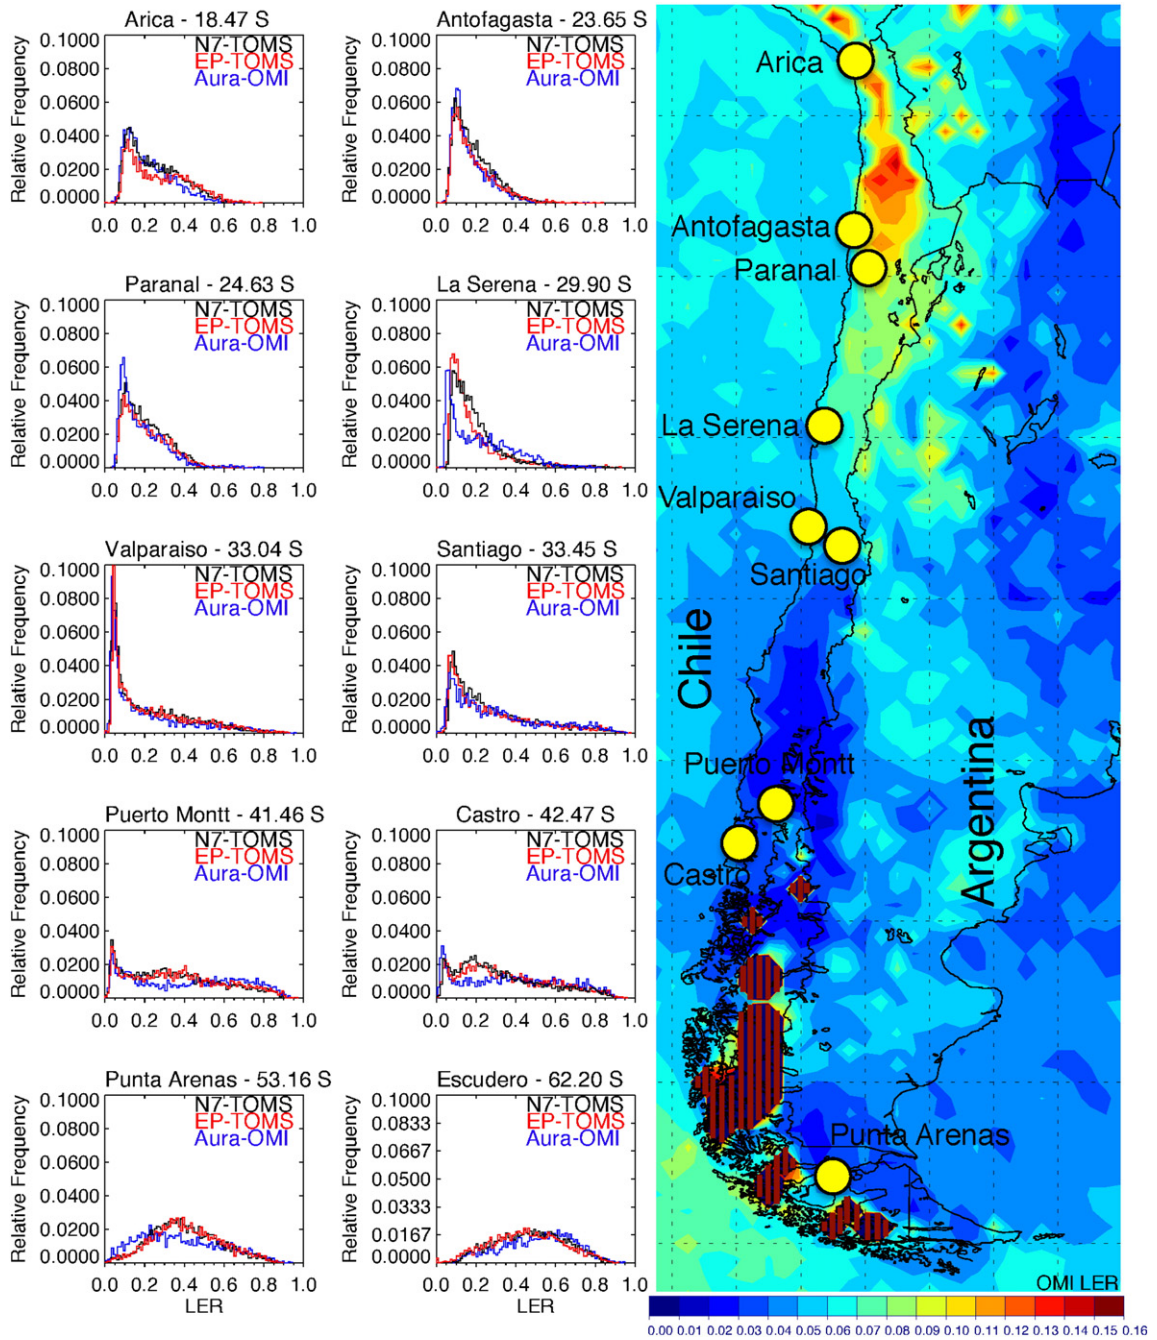 Arica - 18.47 S
Relative Frequency
0.1000
0.0800
0.0600
0.0400
0.0200
0.0000
N7-TOMS
EP-TOMS
Aura-OMI
0.0 0.2 0.4 0.6 0.8 1.0
Antofagasta - 23.65 S
Relative Frequency
0.1000
0.0800
0.0600
0.0400
0.0200
0.0000
N7-TOMS
EP-TOMS
Aura-OMI
0.0 0.2 0.4 0.6 0.8 1.0
Paranal - 24.63 S
Relative Frequency
0.1000
0.0800
0.0600
0.0400
0.0200
0.0000
N7-TOMS
EP-TOMS
Aura-OMI
0.0 0.2 0.4 0.6 0.8 1.0
La Serena - 29.90 S
Relative Frequency
0.1000
0.0800
0.0600
0.0400
0.0200
0.0000
N7-TOMS
EP-TOMS
Aura-OMI
0.0 0.2 0.4 0.6 0.8 1.0
Valparaiso - 33.04 S
Relative Frequency
0.1000
0.0800
0.0600
0.0400
0.0200
0.0000
N7-TOMS
EP-TOMS
Aura-OMI
0.0 0.2 0.4 0.6 0.8 1.0
Santiago - 33.45 S
Relative Frequency
0.1000
0.0800
0.0600
0.0400
0.0200
0.0000
N7-TOMS
EP-TOMS
Aura-OMI
0.0 0.2 0.4 0.6 0.8 1.0
Puerto Montt - 41.46 S
Relative Frequency
0.1000
0.0800
0.0600
0.0400
0.0200
0.0000
N7-TOMS
EP-TOMS
Aura-OMI
0.0 0.2 0.4 0.6 0.8 1.0
Castro - 42.47 S
Relative Frequency
0.1000
0.0800
0.0600
0.0400
0.0200
0.0000
N7-TOMS
EP-TOMS
Aura-OMI
0.0 0.2 0.4 0.6 0.8 1.0
Punta Arenas - 53.16 S
Relative Frequency
0.1000
0.0800
0.0600
0.0400
0.0200
0.0000
N7-TOMS
EP-TOMS
Aura-OMI
0.0 0.2 0.4 0.6 0.8 1.0
LER
Escudero - 62.20 S
Relative Frequency
0.1000
0.0833
0.0667
0.0500
0.0333
0.0167
0.0000
N7-TOMS
EP-TOMS
Aura-OMI
0.0 0.2 0.4 0.6 0.8 1.0
LER
Arica
Antofagasta
Paranal
La Serena
Valparaiso
Santiago
Chile
Puerto Montt
Argentina
Castro
Punta Arenas
OMI LER
0.00 0.01 0.02 0.03 0.04 0.05 0.06 0.07 0.08 0.09 0.10 0.11 0.12 0.13 0.14 0.15 0.16